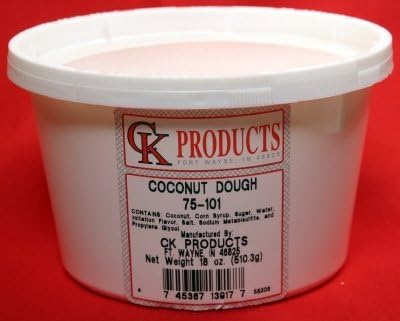 CK PRODUCTS
FORT WAYNE, IN 46825
COCONUT DOUGH
75-101
CONTAINS: Coconut, Corn Syrup, Sugar, Water,
Imitation Flavor, Salt, Sodium Metabisulfite, and
Propylene Glycol
Manufactured By:
CK PRODUCTS
FT. WAYNE IN 46825
Net Weight 18 oz. (510.3g)
7 45367 13917 7